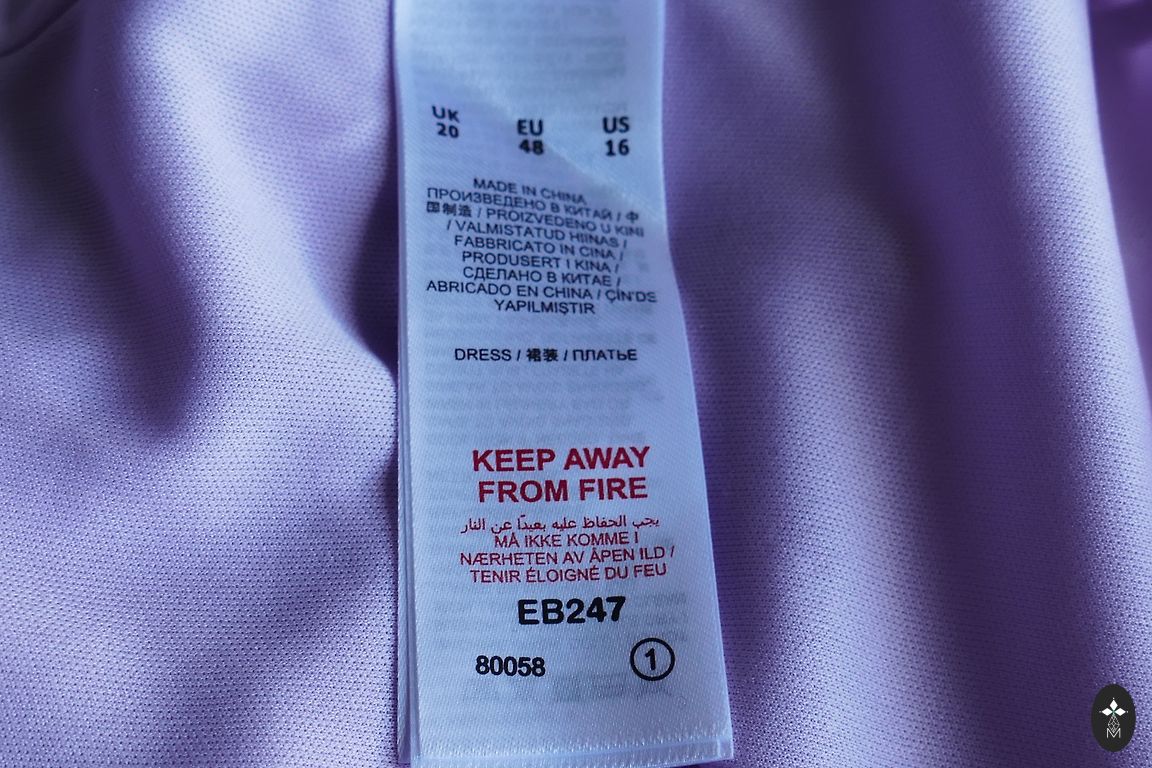 UK EU US
20 48 16
MADE IN CHINA
ПРОИЗВЕДЕНО В КИТАЙ / 中
国制造 / PROIZVEDENO U KINI
/ VALMISTATUD HIINAS /
FABBRICATO IN CINA /
PRODUSERT I KINA /
СДЕЛАНО В КИТАЕ /
ABRICADO EN CHINA / ÇIN'DE
YAPILMIŞTIR
DRESS / 裙装 / ПЛАТЬЕ
KEEP AWAY
FROM FIRE
يجب الحفاظ عليه بعيدًا عن النار
MÅ IKKE KOMME I
NÆRHETEN AV ÅPEN ILD /
TENIR ÉLOIGNÉ DU FEU
EB247
80058 1
M